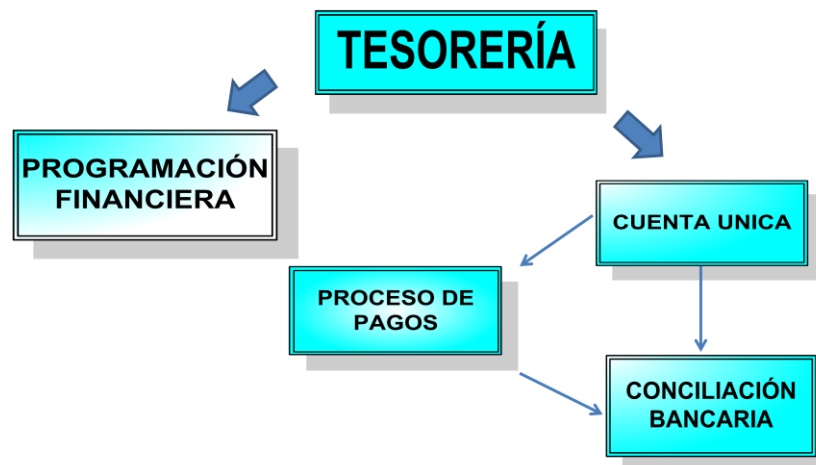 TESORERÍA
PROGRAMACIÓN
FINANCIERA
CUENTA UNICA
PROCESO DE
PAGOS
CONCILIACIÓN
BANCARIA